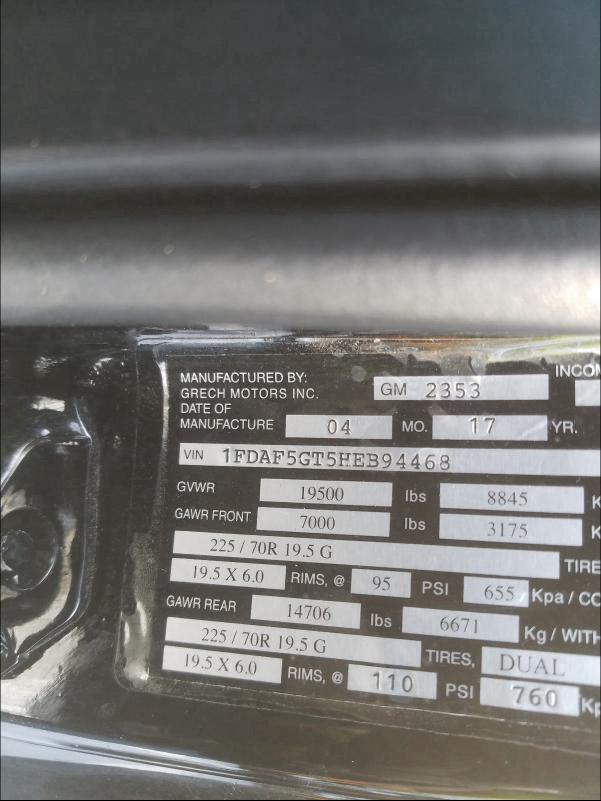 INCOM
MANUFACTURED BY:
GRECH MOTORS INC.
GM 2353
DATE OF
MANUFACTURE 04 MO. 17 YR.
VIN 1FDAF5GT5HEB94468
GVWR 19500 lbs 8845 K
GAWR FRONT 7000 lbs 3175 K
225 / 70R 19.5 G TIRE
19.5 X 6.0 RIMS, @ 95 PSI 655 Kpa / CO
GAWR REAR 14706 lbs 6671 Kg / WITH
225 / 70R 19.5 G TIRES, DUAL
19.5 X 6.0 RIMS, @ 110 PSI 760 Kp